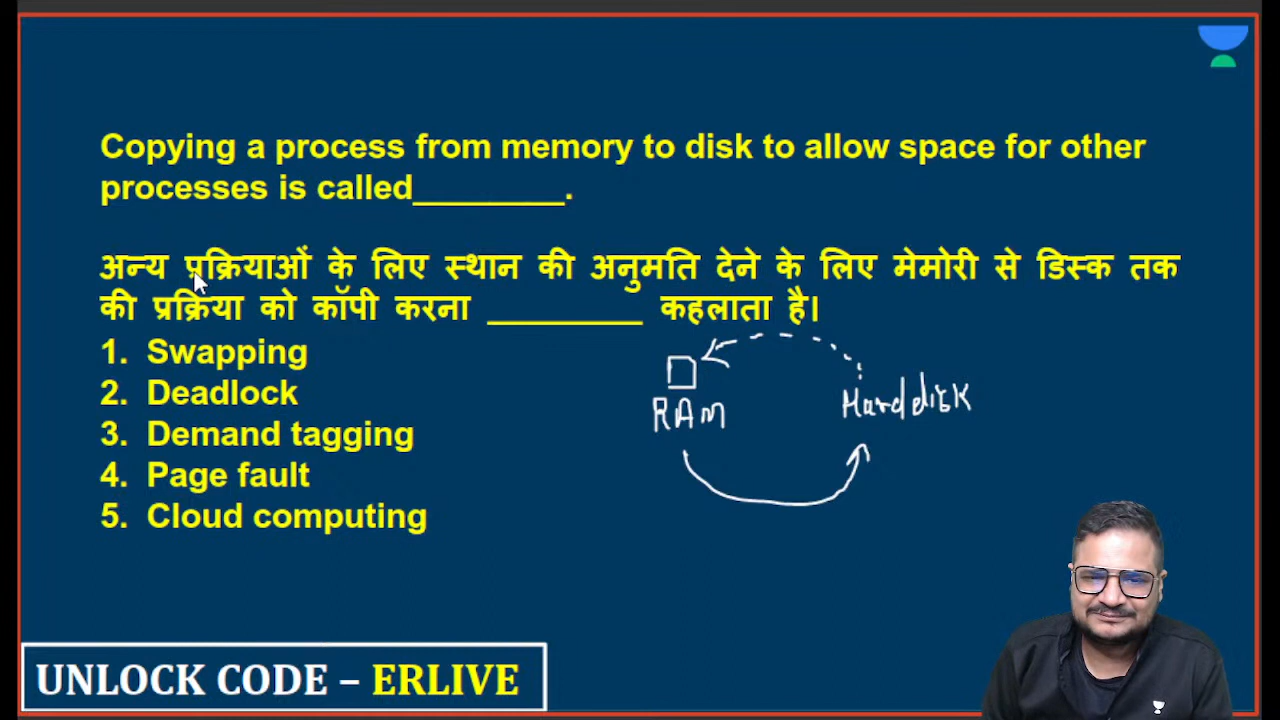 Copying a process from memory to disk to allow space for other
processes is called_________.
अन्य प्रक्रियाओं के लिए स्थान की अनुमति देने के लिए मेमोरी से डिस्क तक
की प्रक्रिया को कॉपी करना _________ कहलाता है।
1. Swapping
2. Deadlock
3. Demand tagging
4. Page fault
5. Cloud computing
RAM
Hard disk
UNLOCK CODE – ERLIVE